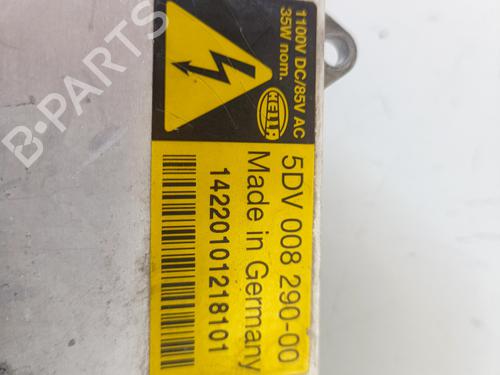 1100V DC/85V AC
35W nom.
HELLA
5DV 008 290-00
Made in Germany
14220101218101
B-PARTS